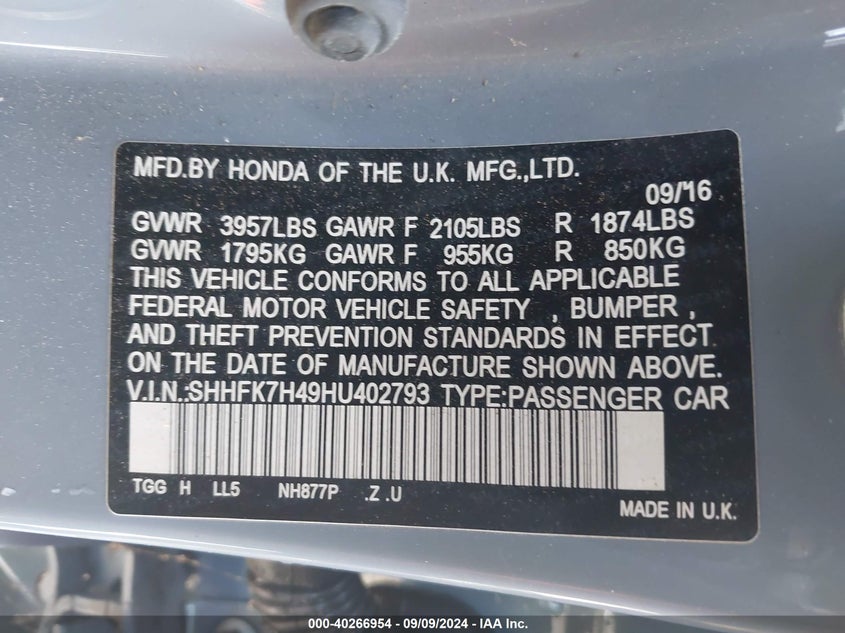 MFD.BY HONDA OF THE U.K. MFG.,LTD.
09/'16
GVWR 3957LBS GAWR F 2105LBS R 1874LBS
GVWR 1795KG GAWR F 955KG R 850KG
THIS VEHICLE CONFORMS TO ALL APPLICABLE
FEDERAL MOTOR VEHICLE SAFETY , BUMPER ,
AND THEFT PREVENTION STANDARDS IN EFFECT
ON THE DATE OF MANUFACTURE SHOWN ABOVE.
V.I.N.:SHHFK7H49HU402793 TYPE:PASSENGER CAR
TGG H LL5 NH877P .Z .U
MADE IN U.K.
000-40266954 - 09/09/2024 - IAA Inc.